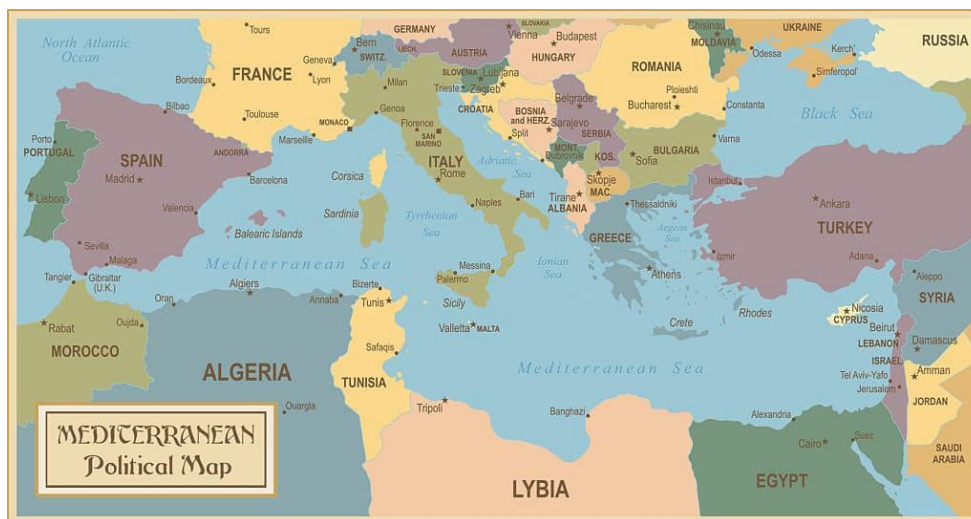 North Atlantic
Ocean
Tours
FRANCE
Geneva
Lyon
Bordeaux
Toulouse
Bilbao
ANDORRA
MONACO
Marseille
Bern
SWITZ.
GERMANY
LIECH.
AUSTRIA
Vienna
SLOVAKIA
Budapest
HUNGARY
SLOVENIA
Lubljana
Zagreb
Trieste
CROATIA
Milan
Genoa
Florence
SAN
MARINO
ITALY
Rome
Naples
Bari
Adriatic
Sea
Split
Dubrovnik
BOSNIA
and HERZ.
Sarajevo
Belgrade
SERBIA
MONT.
KOS.
Skopje
MAC.
Tirane
ALBANIA
Chisinau
MOLDAVIA
UKRAINE
Odessa
Kerch'
Simferopol'
RUSSIA
ROMANIA
Ploieshti
Bucharest
Constanta
Black Sea
BULGARIA
Sofia
Varna
Porto
PORTUGAL
Lisbon
SPAIN
Madrid
Barcelona
Valencia
Sevilla
Malaga
Gibraltar
(U.K.)
Tangier
Balearic Islands
Corsica
Sardinia
Tyrrhenian
Sea
Mediterranean Sea
Palermo
Messina
Sicily
Ionian
Sea
Thessaldniki
GREECE
Aegean
Sea
Athens
Crete
Rhodes
Istanbul
Izmir
Ankara
TURKEY
Adana
Aleppo
SYRIA
Nicosia
CYPRUS
Beirut
LEBANON
Damascus
ISRAEL
Tel Aviv-Yafo
Jerusalem
Amman
JORDAN
SAUDI
ARABIA
Rabat
MOROCCO
Oujda
Oran
Algiers
Annaba
ALGERIA
Ouargla
Bizerte
Tunis
Safaqis
TUNISIA
Valletta
MALTA
Mediterranean Sea
Tripoli
Banghazi
LYBIA
Alexandria
Cairo
Suez
EGYPT
MEDITERRANEAN
Political Map